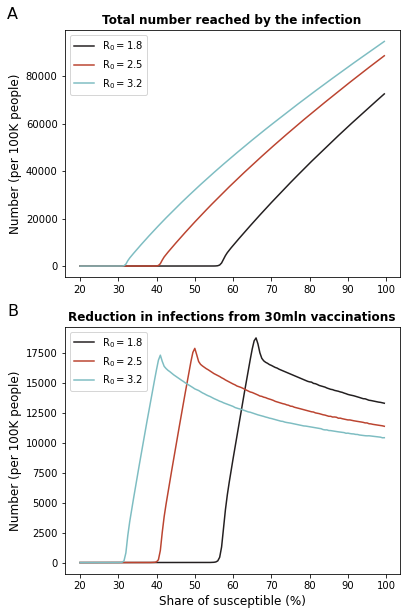 A
Total number reached by the infection
Number (per 100K people)
R₀ = 1.8
R₀ = 2.5
R₀ = 3.2
80000
60000
40000
20000
0
20 30 40 50 60 70 80 90 100
B
Reduction in infections from 30mln vaccinations
Number (per 100K people)
R₀ = 1.8
R₀ = 2.5
R₀ = 3.2
17500
15000
12500
10000
7500
5000
2500
0
20 30 40 50 60 70 80 90 100
Share of susceptible (%)